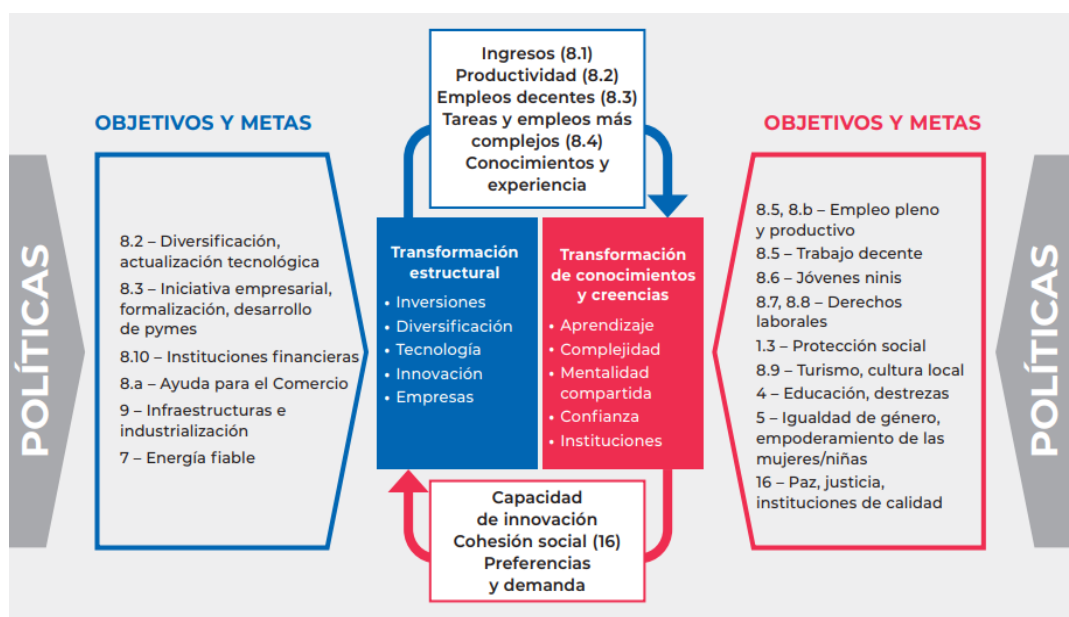 POLÍTICAS
OBJETIVOS Y METAS
8.2 – Diversificación,
actualización tecnológica
8.3 – Iniciativa empresarial,
formalización, desarrollo
de pymes
8.10 – Instituciones financieras
8.a – Ayuda para el Comercio
9 – Infraestructuras e
industrialización
7 – Energía fiable
Ingresos (8.1)
Productividad (8.2)
Empleos decentes (8.3)
Tareas y empleos más
complejos (8.4)
Conocimientos y
experiencia
Transformación
estructural
• Inversiones
• Diversificación
• Tecnología
• Innovación
• Empresas
Transformación
de conocimientos
y creencias
• Aprendizaje
• Complejidad
• Mentalidad
compartida
• Confianza
• Instituciones
Capacidad
de innovación
Cohesión social (16)
Preferencias
y demanda
OBJETIVOS Y METAS
8.5, 8.b – Empleo pleno
y productivo
8.5 – Trabajo decente
8.6 – Jóvenes ninis
8.7, 8.8 – Derechos
laborales
1.3 – Protección social
8.9 – Turismo, cultura local
4 – Educación, destrezas
5 – Igualdad de género,
empoderamiento de las
mujeres/niñas
16 – Paz, justicia,
instituciones de calidad
POLÍTICAS